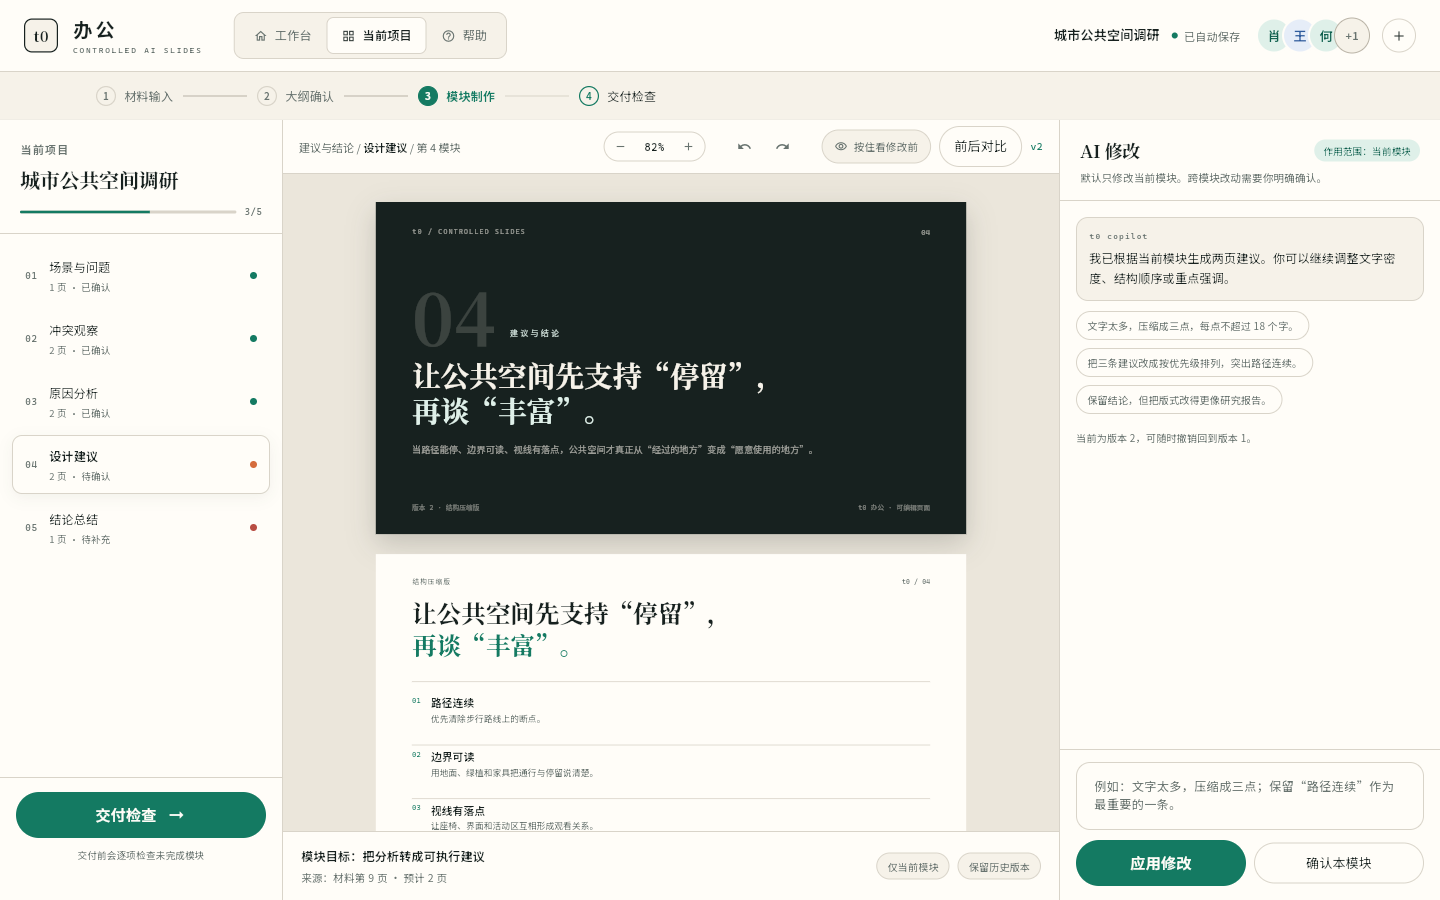 t0
办公
CONTROLLED AI SLIDES
工作台
当前项目
帮助
城市公共空间调研
已自动保存
肖
王
何
+1
+
1 材料输入
2 大纲确认
3 模块制作
4 交付检查
当前项目
城市公共空间调研
3/5
01 场景与问题
1 页 · 已确认
02 冲突观察
2 页 · 已确认
03 原因分析
2 页 · 已确认
04 设计建议
2 页 · 待确认
05 结论总结
1 页 · 待补充
交付检查 →
交付前会逐项检查未完成模块
建议与结论 / 设计建议 / 第 4 模块
− 82% +
按住看修改前
前后对比
v2
t0 / CONTROLLED SLIDES
04
04
建议与结论
让公共空间先支持“停留”，
再谈“丰富”。
当路径能停、边界可读、视线有落点，公共空间才真正从“经过的地方”变成“愿意使用的地方”。
版本 2 · 结构压缩版
t0 办公 · 可编辑页面
结构压缩版
t0 / 04
让公共空间先支持“停留”，
再谈“丰富”。
01 路径连续
优先清除步行路线上的断点。
02 边界可读
用地面、绿植和家具把通行与停留说清楚。
03 视线有落点
让座椅、界面和活动区互相形成观看关系。
模块目标：把分析转成可执行建议
来源：材料第 9 页 · 预计 2 页
仅当前模块
保留历史版本
AI 修改
作用范围：当前模块
默认只修改当前模块。跨模块改动需要你明确确认。
t0 copilot
我已根据当前模块生成两页建议。你可以继续调整文字密
度、结构顺序或重点强调。
文字太多，压缩成三点，每点不超过 18 个字。
把三条建议改成按优先级排列，突出路径连续。
保留结论，但把版式改得更像研究报告。
当前为版本 2，可随时撤销回到版本 1。
例如：文字太多，压缩成三点；保留“路径连续”作为
最重要的一条。
应用修改
确认本模块